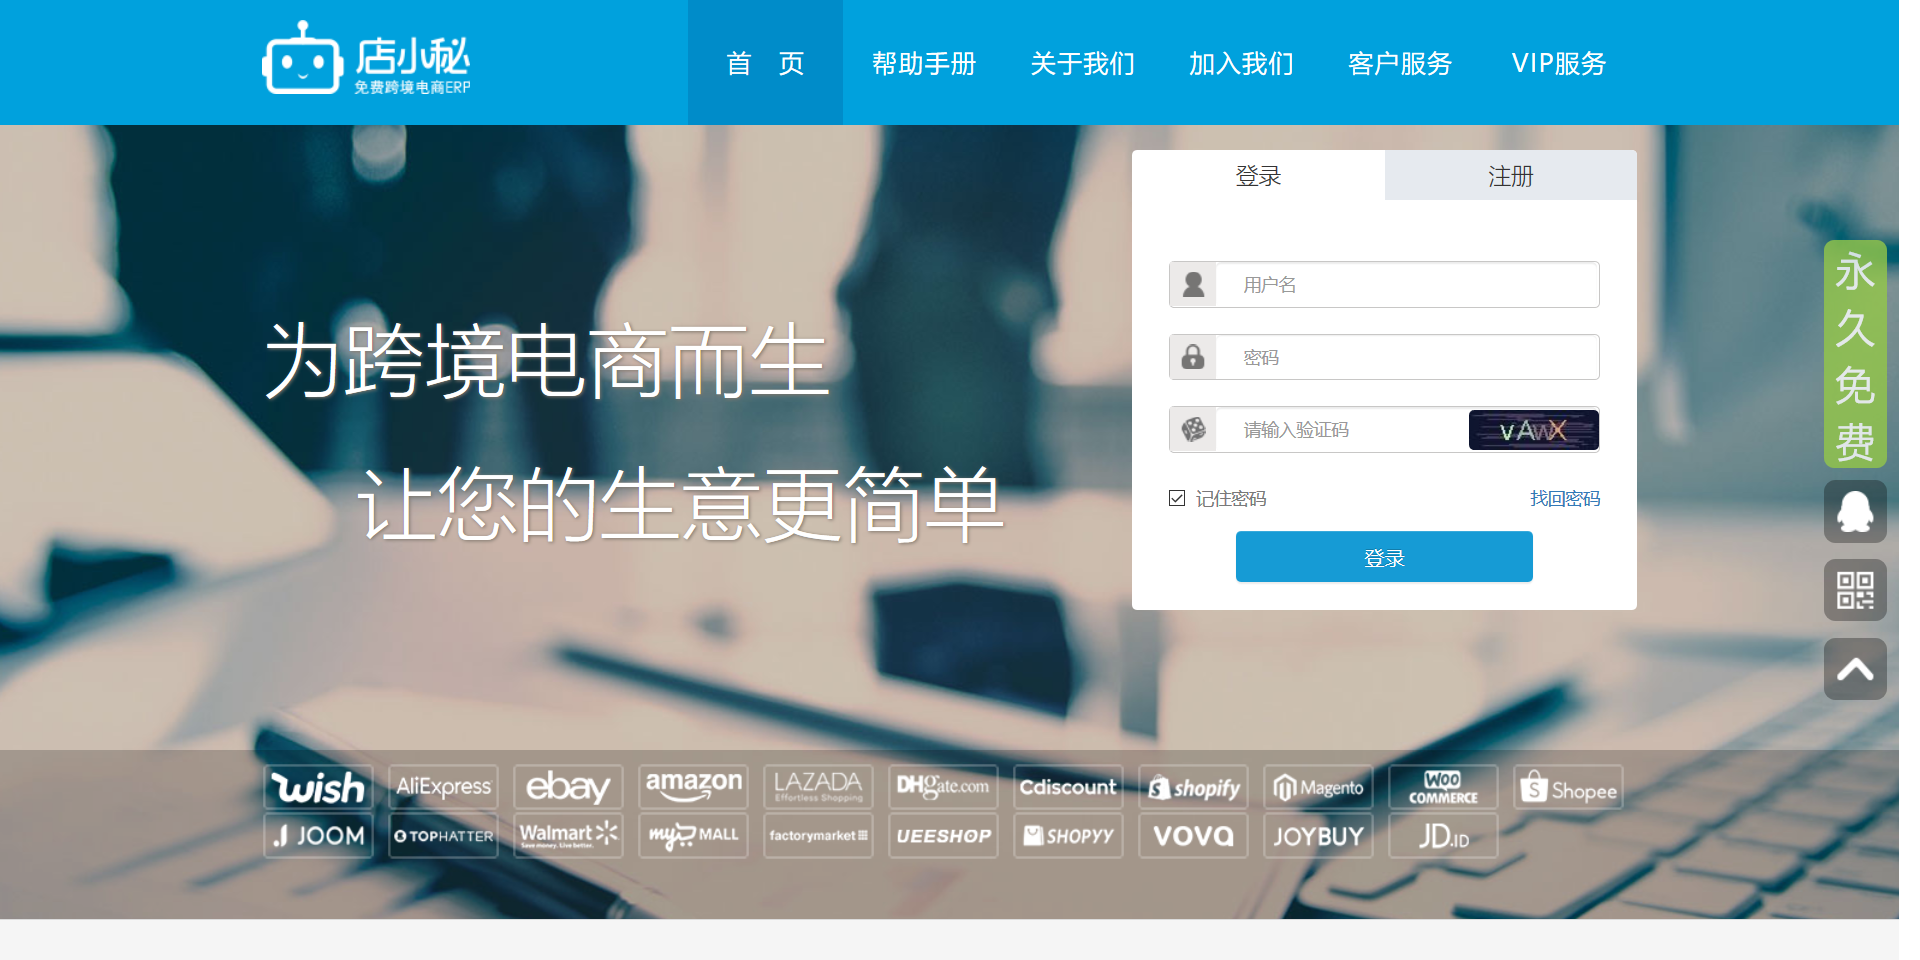 店小秘
免费跨境电商ERP
首 页
帮助手册
关于我们
加入我们
客户服务
VIP服务
登录
注册
用户名
密码
请输入验证码
vAwX
记住密码
找回密码
登录
为跨境电商而生
让您的生意更简单
永久免费
wish
AliExpress
ebay
amazon
LAZADA
Effortless Shopping
DHgate.com
Cdiscount
shopify
Magento
WOO COMMERCE
Shopee
JOOM
TOPHATTER
Walmart
Save money. Live better.
my MALL
factorymarket
UEESHOP
SHOPYY
VOVA
JOYBUY
JD.ID